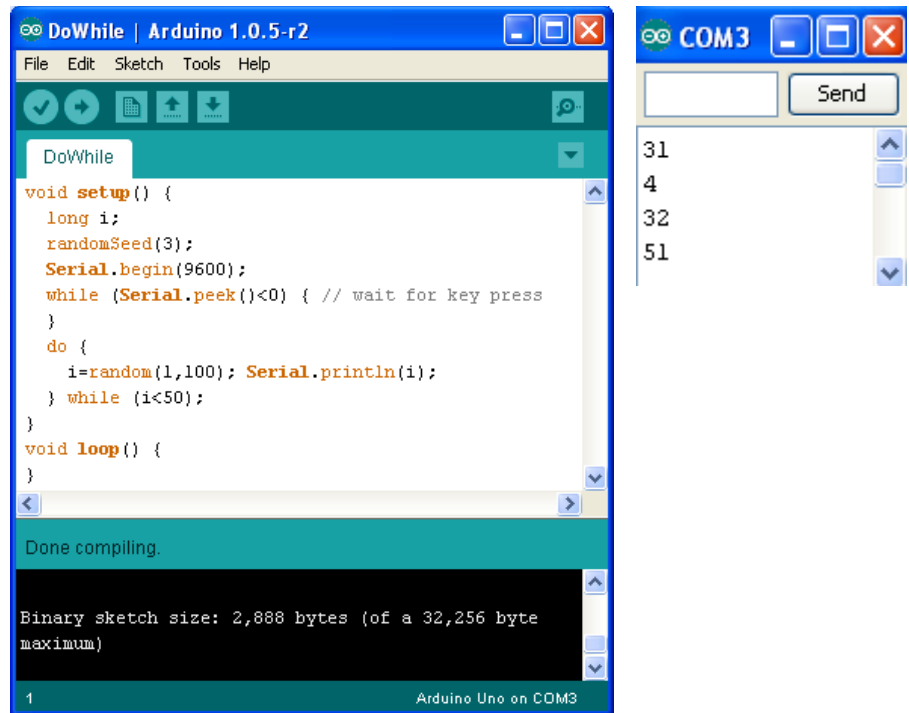 DoWhile | Arduino 1.0.5-r2
File Edit Sketch Tools Help
DoWhile
void setup() {
  long i;
  randomSeed(3);
  Serial.begin(9600);
  while (Serial.peek()<0) { // wait for key press
  }
  do {
    i=random(1,100); Serial.println(i);
  } while (i<50);
}
void loop() {
}
Done compiling.
Binary sketch size: 2,888 bytes (of a 32,256 byte
maximum)
1 Arduino Uno on COM3
COM3
Send
31
4
32
51